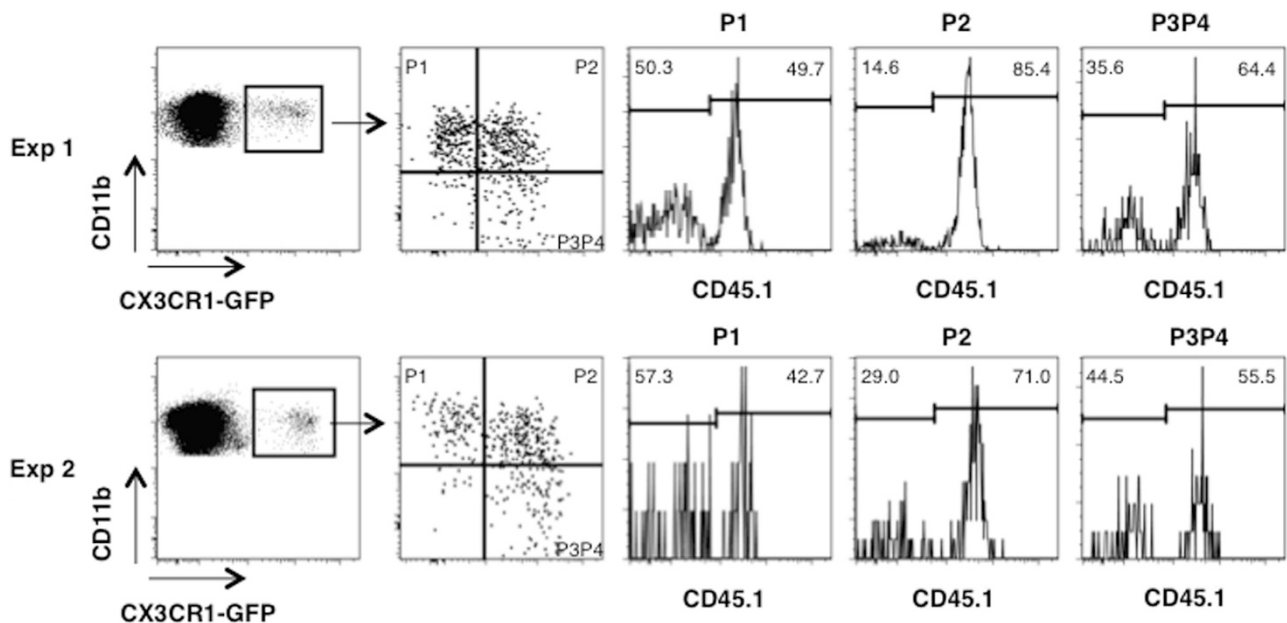 P1 P2 P3P4
P1 P2 50.3 49.7 14.6 85.4 35.6 64.4
Exp 1
CD11b
P3P4
CX3CR1-GFP CD45.1 CD45.1 CD45.1
P1 P2 P3P4
P1 P2 57.3 42.7 29.0 71.0 44.5 55.5
Exp 2
CD11b
P3P4
CX3CR1-GFP CD45.1 CD45.1 CD45.1